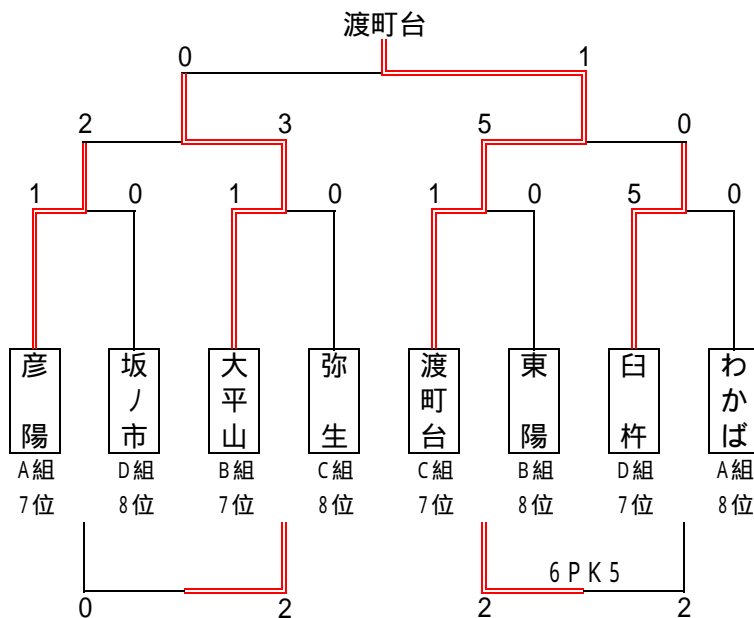 渡町台
0 1
2 3 5 0
1 0 1 0 1 0 5 0
彦陽 坂ノ市 大平山 弥生 渡町台 東陽 臼杵 わかば
A組 D組 B組 C組 C組 B組 D組 A組
7位 8位 7位 8位 7位 8位 7位 8位
6PK5
0 2 2 2